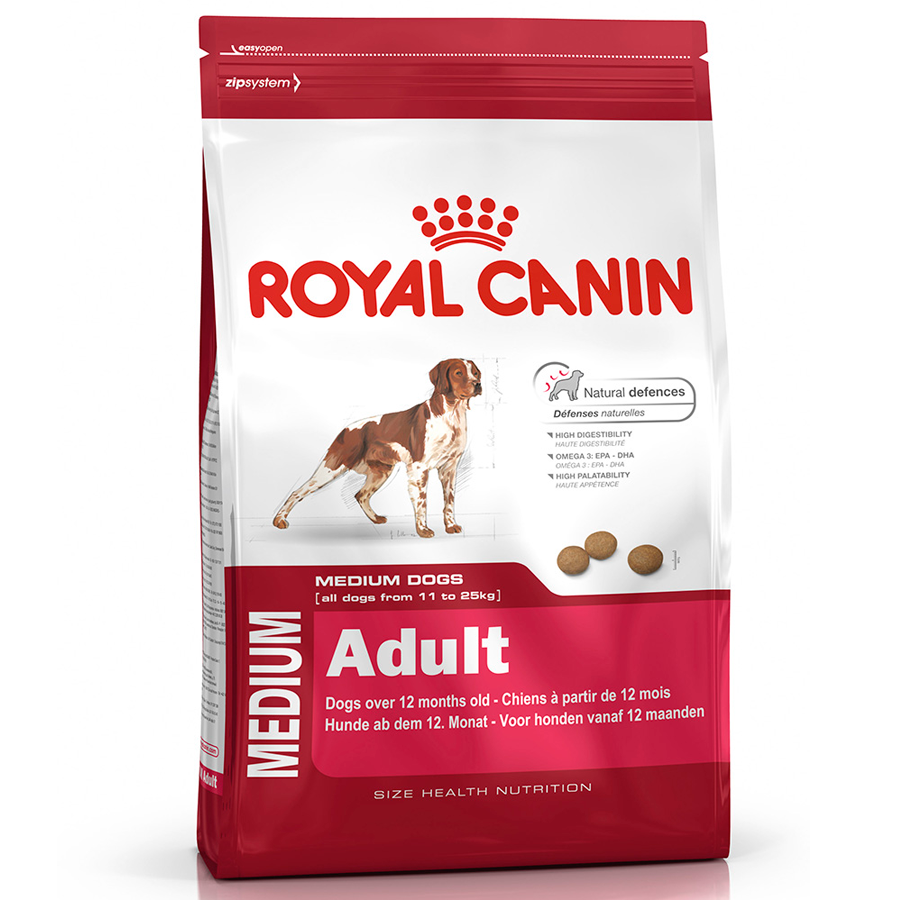 easyopen
zipsystem
ROYAL CANIN
Natural defences
Défenses naturelles
HIGH DIGESTIBILITY
HAUTE DIGESTIBILITÉ
OMEGA 3: EPA - DHA
OMÉGA 3 : EPA - DHA
HIGH PALATABILITY
HAUTE APPÉTENCE
MEDIUM DOGS
[all dogs from 11 to 25kg]
MEDIUM
Adult
Dogs over 12 months old - Chiens à partir de 12 mois
Hunde ab dem 12. Monat - Voor honden vanaf 12 maanden
SIZE HEALTH NUTRITION
Adult